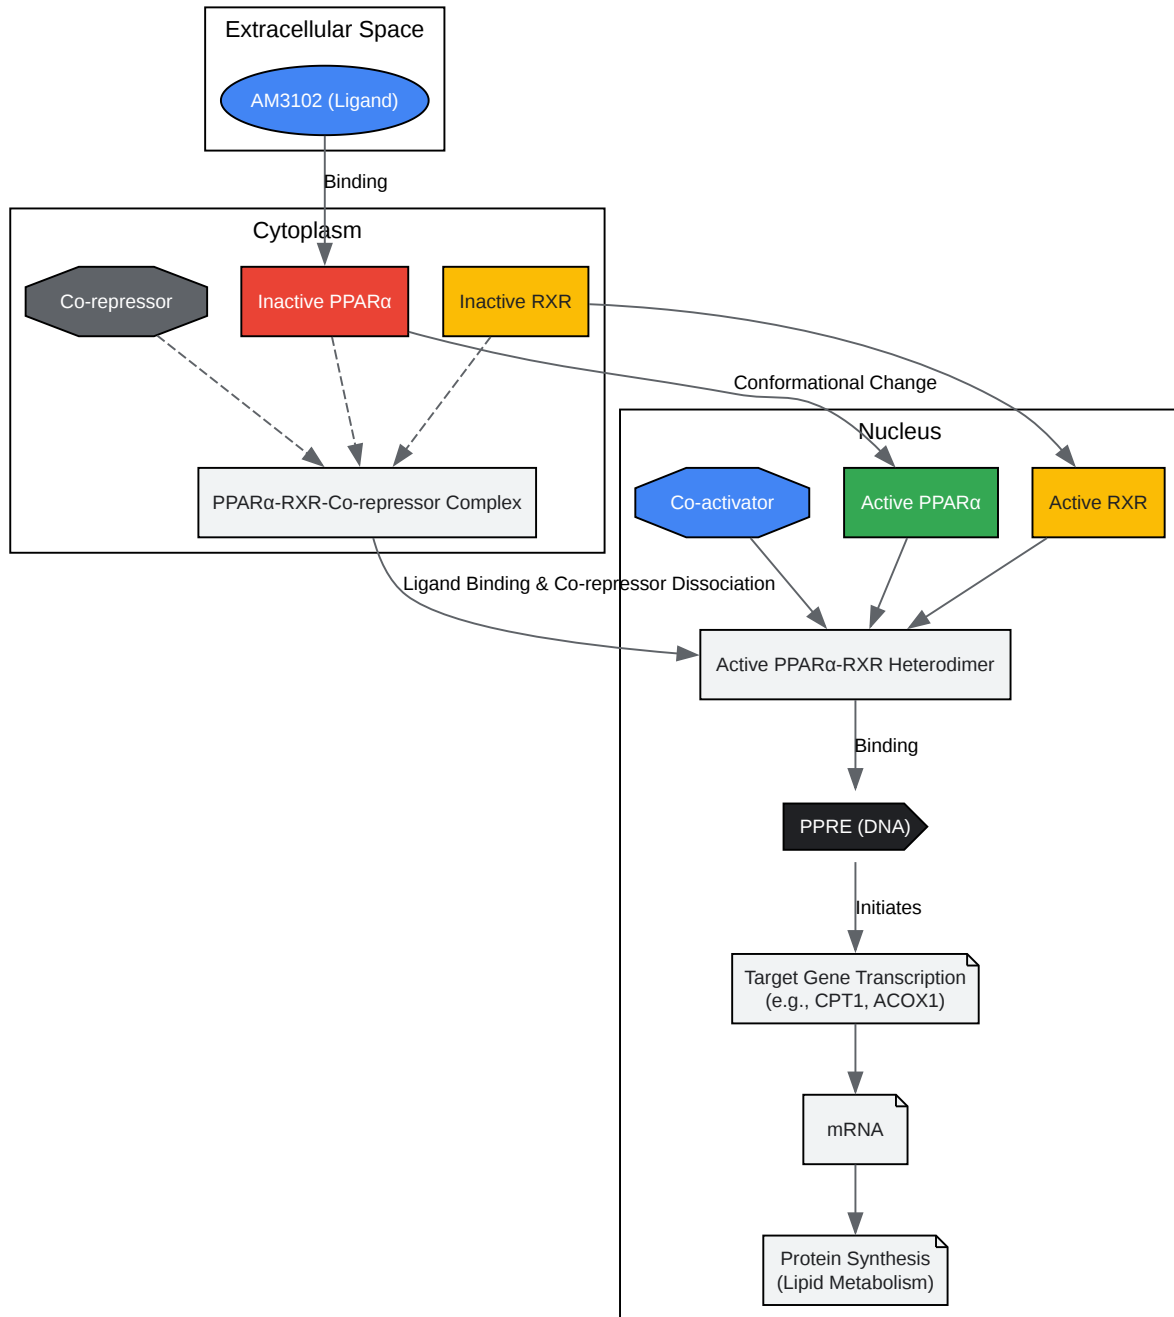 Extracellular Space
AM3102 (Ligand)
Binding
Cytoplasm
Co-repressor
Inactive PPARα
Inactive RXR
Conformational Change
Nucleus
PPARα-RXR-Co-repressor Complex
Co-activator
Active PPARα
Active RXR
Ligand Binding & Co-repressor Dissociation
Active PPARα-RXR Heterodimer
Binding
PPRE (DNA)
Initiates
Target Gene Transcription
(e.g., CPT1, ACOX1)
mRNA
Protein Synthesis
(Lipid Metabolism)